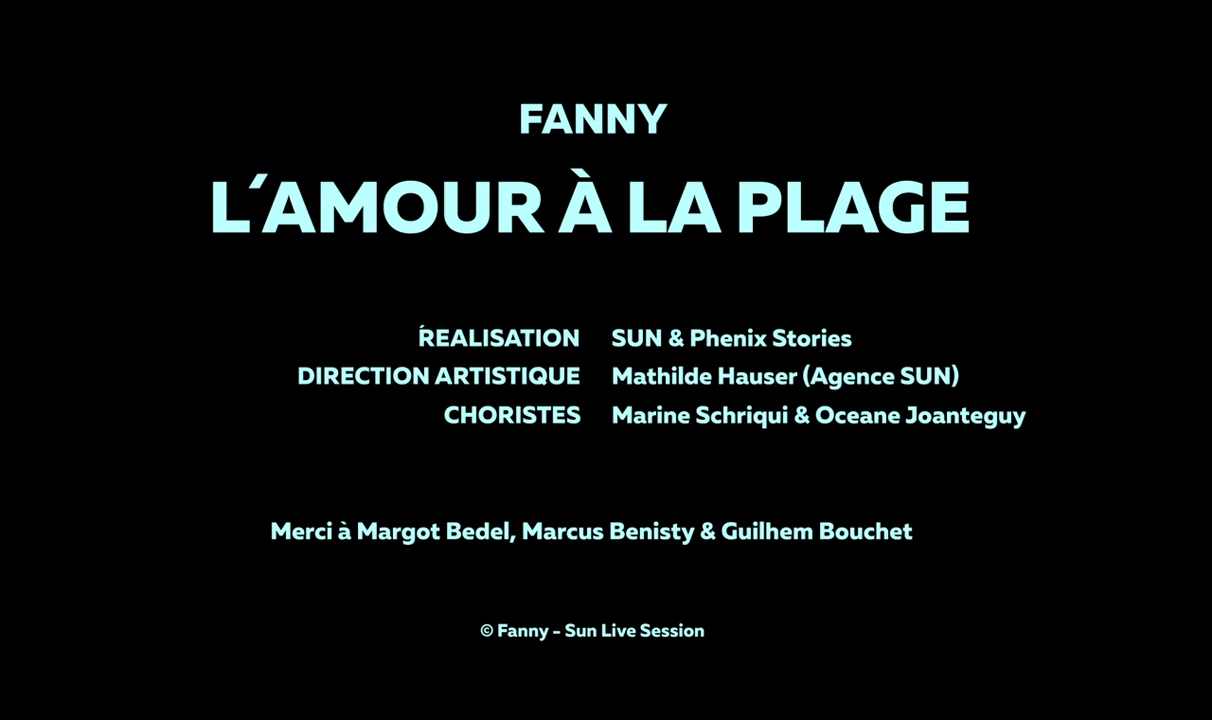 FANNY
L´AMOUR À LA PLAGE
ŔEALISATION SUN & Phenix Stories
DIRECTION ARTISTIQUE Mathilde Hauser (Agence SUN)
CHORISTES Marine Schriqui & Oceane Joanteguy
Merci à Margot Bedel, Marcus Benisty & Guilhem Bouchet
© Fanny - Sun Live Session